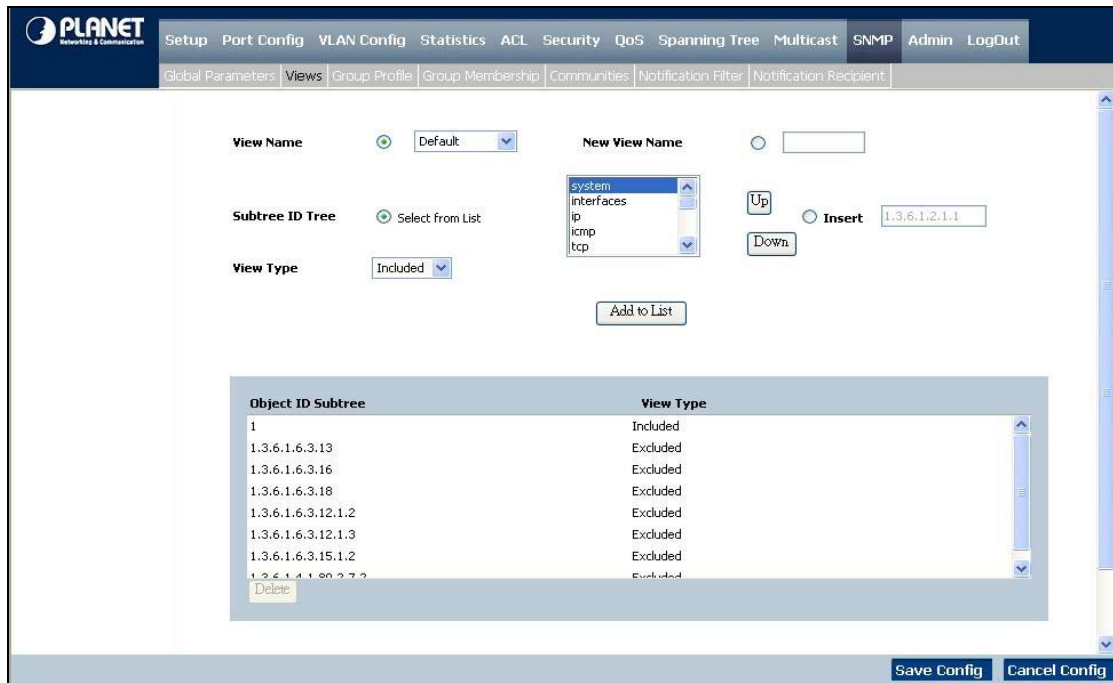 PLANET
Networking & Communication
Setup Port Config VLAN Config Statistics ACL Security QoS Spanning Tree Multicast SNMP Admin LogOut
Global Parameters Views Group Profile Group Membership Communities Notification Filter Notification Recipient
View Name Default New View Name
Subtree ID Tree Select from List system Up Insert 1.3.6.1.2.1.1
interfaces
ip
icmp
tcp Down
View Type Included
Add to List
Object ID Subtree View Type
1 Included
1.3.6.1.6.3.13 Excluded
1.3.6.1.6.3.16 Excluded
1.3.6.1.6.3.18 Excluded
1.3.6.1.6.3.12.1.2 Excluded
1.3.6.1.6.3.12.1.3 Excluded
1.3.6.1.6.3.15.1.2 Excluded
Excluded
Delete
Save Config Cancel Config